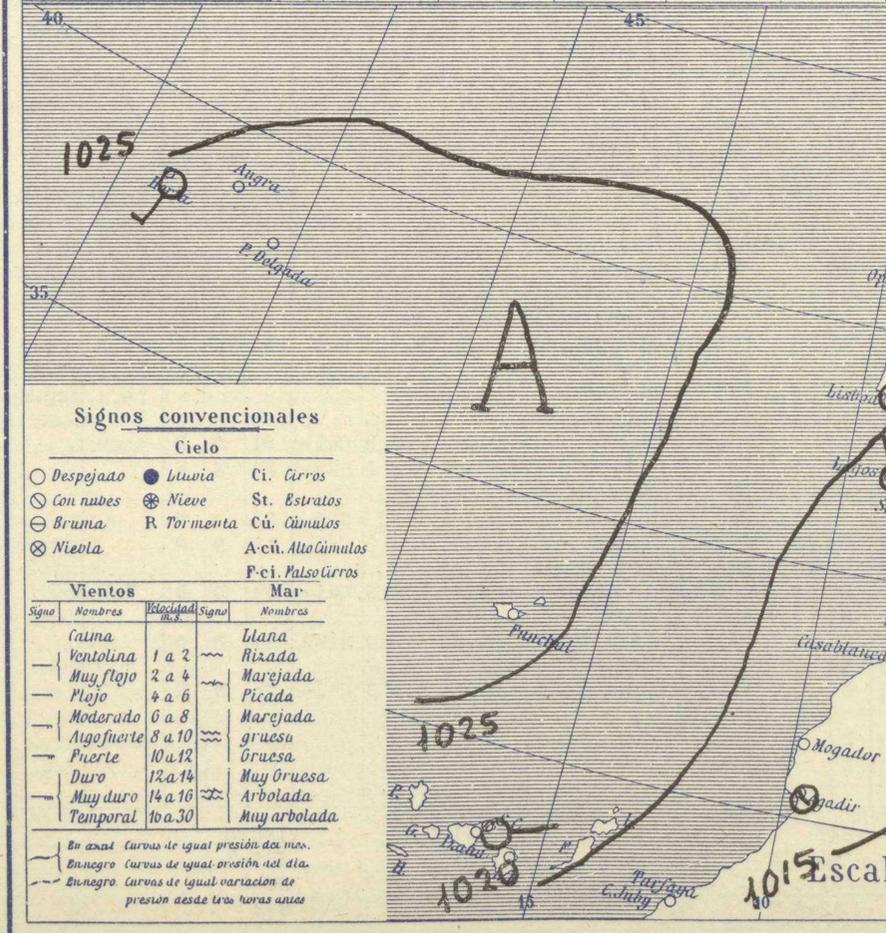 40
45
1025
Horta
Angra
P. Delgada
35
A
Lisboa
Lagos
Signos convencionales
Cielo
Despejado Lluvia Ci. Cirros
Con nubes Nieve St. Estratos
Bruma R Tormenta Cú. Cúmulos
Niebla A-cú. Alto Cúmulos
F-ci. Falso Cirros
Vientos Mar
Signo Nombres Velocidad m.s. Signo Nombres
Calma Llana
Ventolina 1 a 2 Rizada
Muy flojo 2 a 4 Marejada
Flojo 4 a 6 Picada
Moderado 6 a 8 Marejada
Algo fuerte 8 a 10 gruesa
Fuerte 10 a 12 Gruesa
Duro 12 a 14 Muy Gruesa
Muy duro 14 a 16 Arbolada
Temporal 16 a 30 Muy arbolada
En azul Curvas de igual presión del mes.
En negro Curvas de igual presión del día.
En negro. Curvas de igual variación de
presión desde tres horas antes
Funchal
1025
Casablanca
Mogador
Agadir
P.
G.
H.
F.
L.
1020
Tarfaya
C. Juby
1015
Escal
15
10